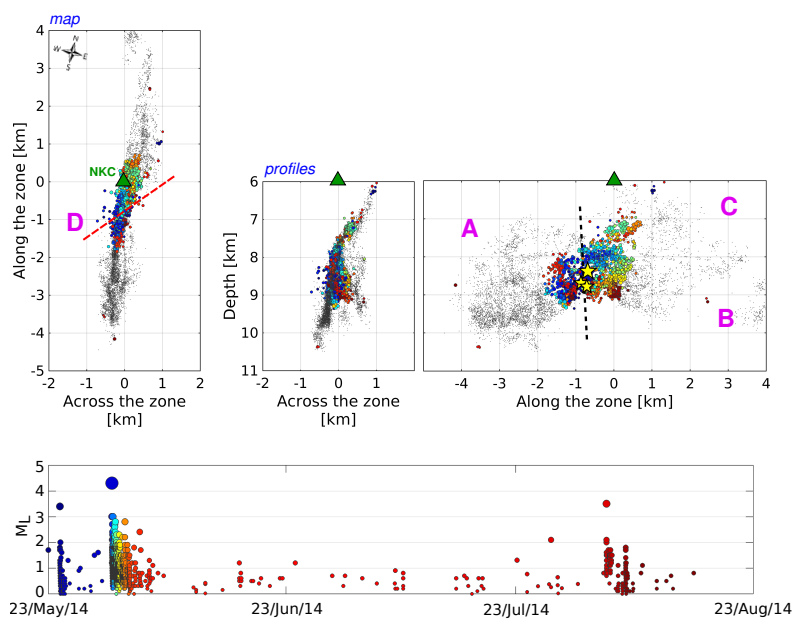 map
4
3
2
1
0
-1
-2
-3
-4
-5
Along the zone [km]
N
W
E
S
NKC
D
-2 -1 0 1 2
Across the zone
[km]
profiles
6
7
8
9
10
11
Depth [km]
-2 -1 0 1 2
Across the zone
[km]
A
C
B
-4 -3 -2 -1 0 1 2 3 4
Along the zone [km]
5
4
3
2
1
0
ML
23/May/14 23/Jun/14 23/Jul/14 23/Aug/14